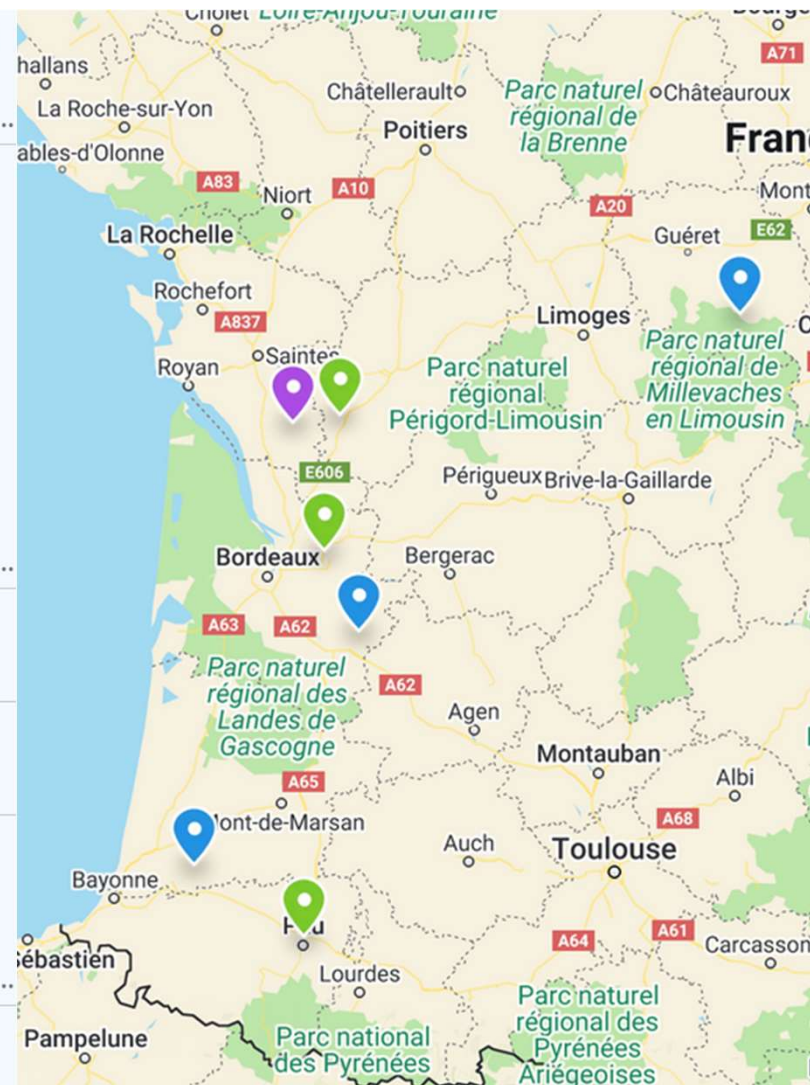 Cholet
Loire-Anjou-Touraine
A71
hallans
La Roche-sur-Yon
Châtellerault
Parc naturel
régional de
la Brenne
Châteauroux
Poitiers
Fran
ables-d'Olonne
A83
A10
Niort
A20
Mont
La Rochelle
Guéret
E62
Rochefort
A837
Limoges
Saintes
Royan
Parc naturel
régional
Périgord-Limousin
Parc naturel
régional de
Millevaches
en Limousin
E606
Périgueux
Brive-la-Gaillarde
Bordeaux
Bergerac
A63
A62
Parc naturel
régional des
Landes de
Gascogne
A62
Agen
Montauban
Albi
A65
Mont-de-Marsan
A68
Auch
Toulouse
Bayonne
Pau
A64
A61
Carcasson
Sébastien
Lourdes
Parc naturel
régional des
Pyrénées
Ariégeoises
Pampelune
Parc national
des Pyrénées